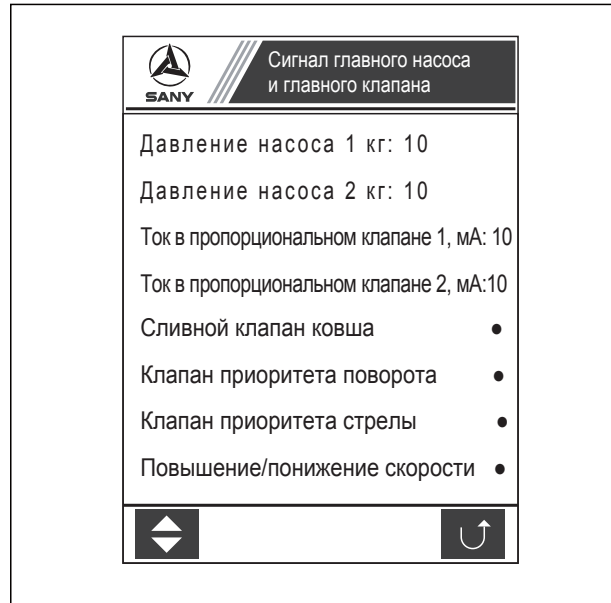 SANY
Сигнал главного насоса
и главного клапана
Давление насоса 1 кг: 10
Давление насоса 2 кг: 10
Ток в пропорциональном клапане 1, мА: 10
Ток в пропорциональном клапане 2, мА:10
Сливной клапан ковша ●
Клапан приоритета поворота ●
Клапан приоритета стрелы ●
Повышение/понижение скорости ●